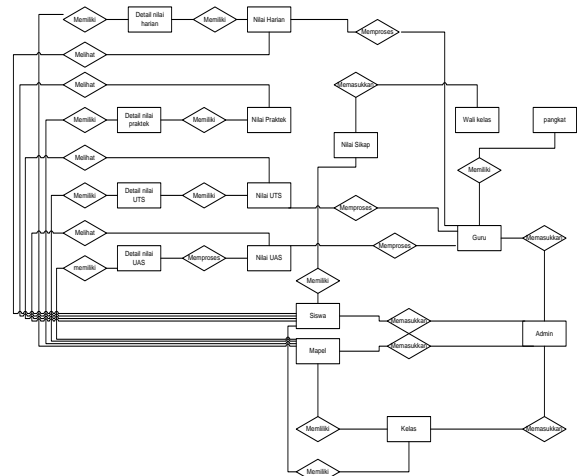 Memiliki
Detail nilai
harian
Memiliki
Nilai Harian
Memproses
Melihat
Melihat
Memasukkan
Memiliki
Detail nilai
praktek
Memiliki
Nilai Praktek
Wali kelas
pangkat
Nilai Sikap
Melihat
Memiliki
Memiliki
Detail nilai
UTS
Memiliki
Nilai UTS
Memproses
Melihat
Guru
Memasukkan
Memproses
memiliki
Detail nilai
UAS
Memproses
Nilai UAS
Memiliki
Siswa
Memasukkan
Admin
Mapel
Memasukkan
Memiliki
Kelas
Memasukkan
Memiliki